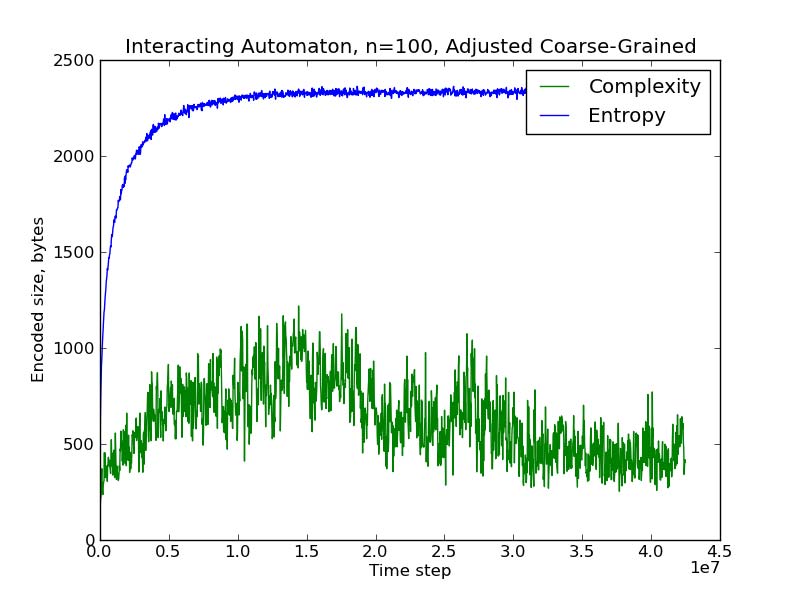 Interacting Automaton, n=100, Adjusted Coarse-Grained
2500
2000
1500
1000
500
0
Encoded size, bytes
Complexity
Entropy
0.0 0.5 1.0 1.5 2.0 2.5 3.0 3.5 4.0 4.5
1e7
Time step